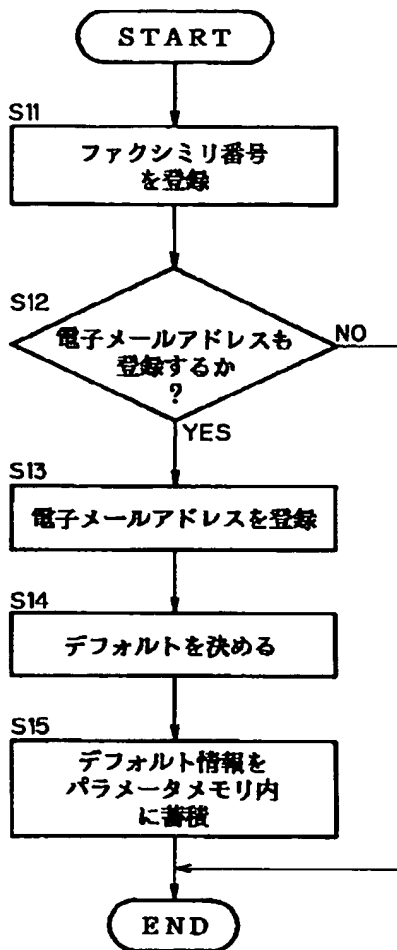 START
S11
ファクシミリ番号
を登録
S12
電子メールアドレスも
登録するか
?
NO
YES
S13
電子メールアドレスを登録
S14
デフォルトを決める
S15
デフォルト情報を
パラメータメモリ内
に蓄積
END